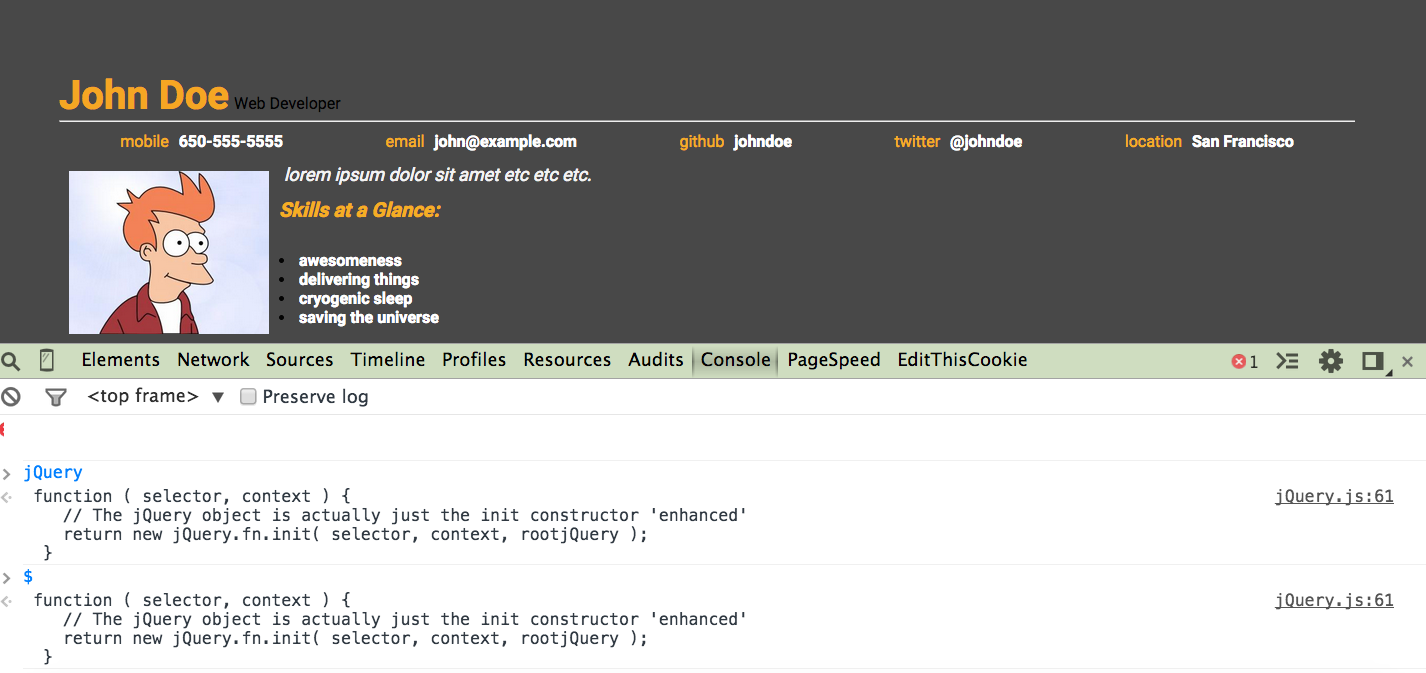 John Doe Web Developer
mobile 650-555-5555 email john@example.com github johndoe twitter @johndoe location San Francisco
lorem ipsum dolor sit amet etc etc etc.
Skills at a Glance:
• awesomeness
• delivering things
• cryogenic sleep
• saving the universe
Elements Network Sources Timeline Profiles Resources Audits Console PageSpeed EditThisCookie 1
<top frame> ▼ Preserve log
> jQuery
function ( selector, context ) { jQuery.js:61
// The jQuery object is actually just the init constructor 'enhanced'
return new jQuery.fn.init( selector, context, rootjQuery );
}
> $
function ( selector, context ) { jQuery.js:61
// The jQuery object is actually just the init constructor 'enhanced'
return new jQuery.fn.init( selector, context, rootjQuery );
}